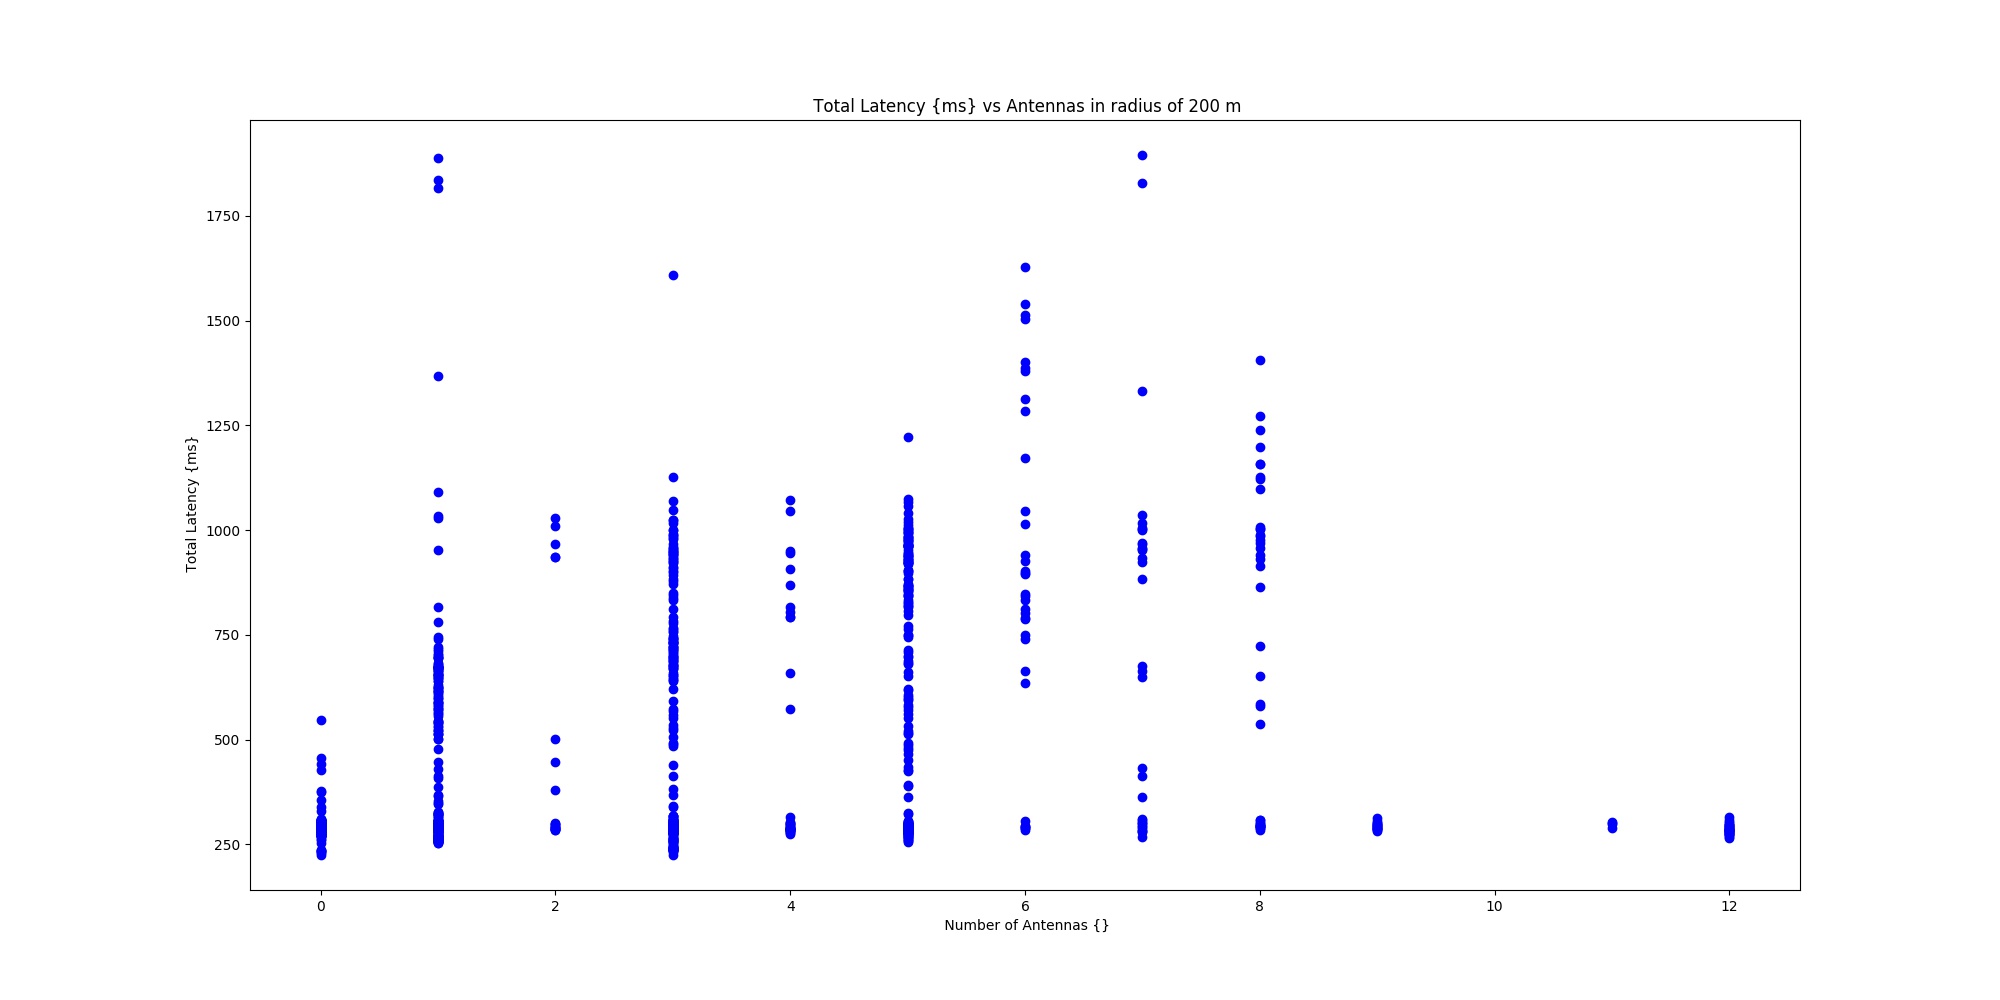 Total Latency {ms} vs Antennas in radius of 200 m
1750
1500
1250
1000
750
500
250
Total Latency {ms}
0 2 4 6 8 10 12
Number of Antennas {}